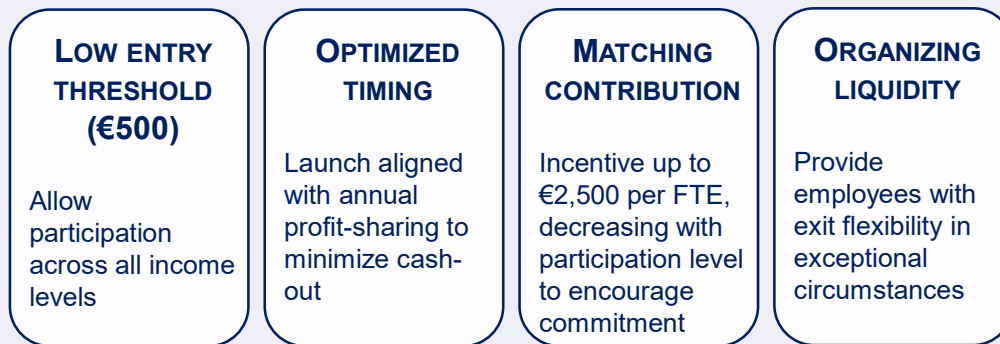 LOW ENTRY
THRESHOLD
(€500)
Allow
participation
across all income
levels
OPTIMIZED
TIMING
Launch aligned
with annual
profit-sharing to
minimize cash-
out
MATCHING
CONTRIBUTION
Incentive up to
€2,500 per FTE,
decreasing with
participation level
to encourage
commitment
ORGANIZING
LIQUIDITY
Provide
employees with
exit flexibility in
exceptional
circumstances